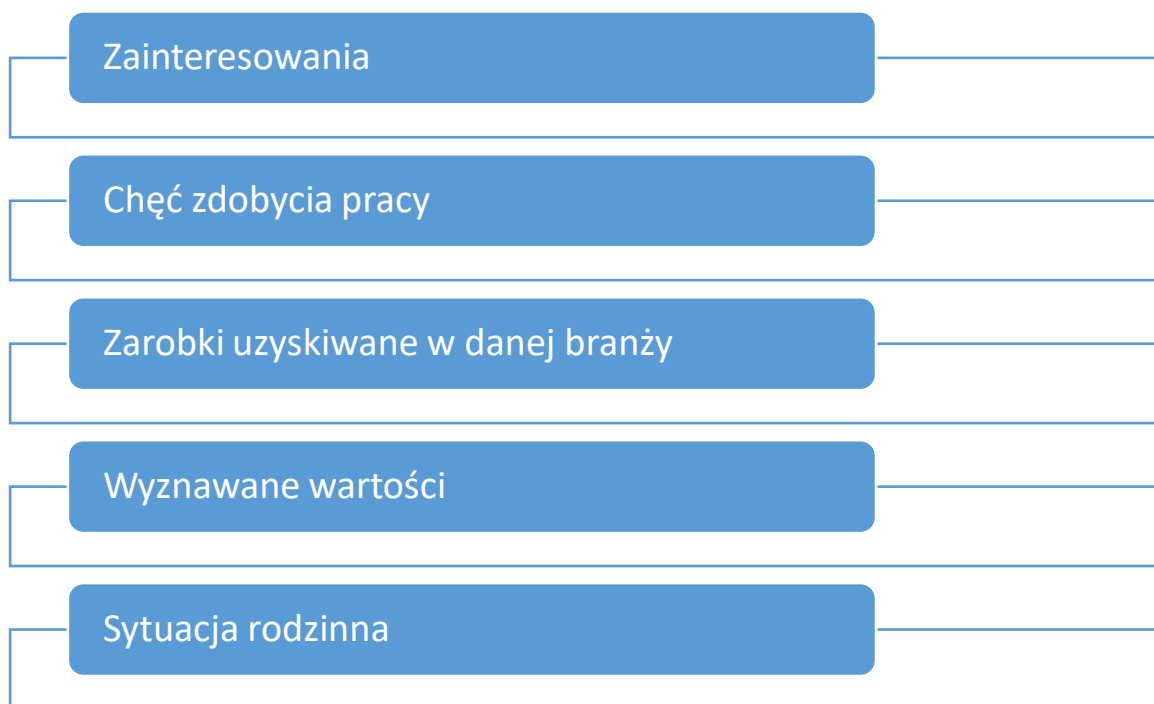 Zainteresowania
Chęć zdobycia pracy
Zarobki uzyskiwane w danej branży
Wyznawane wartości
Sytuacja rodzinna